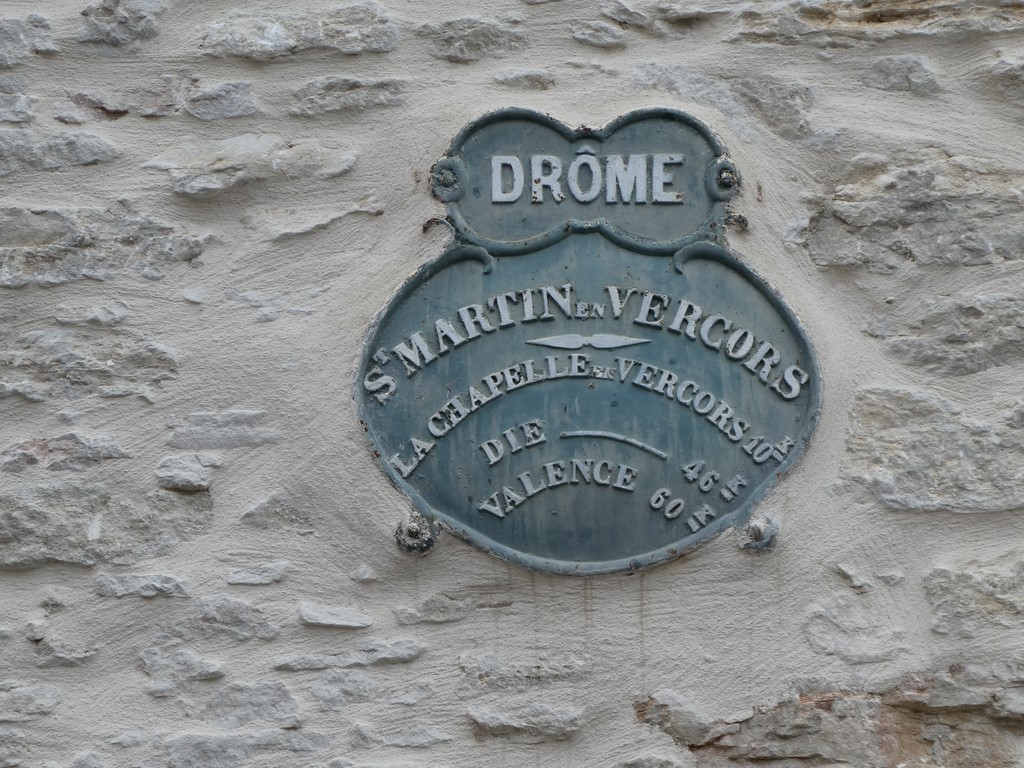 DRÔME
ST MARTIN EN VERCORS
LA CHAPELLE EN VERCORS 10 K
DIE 46 K
VALENCE 60 K